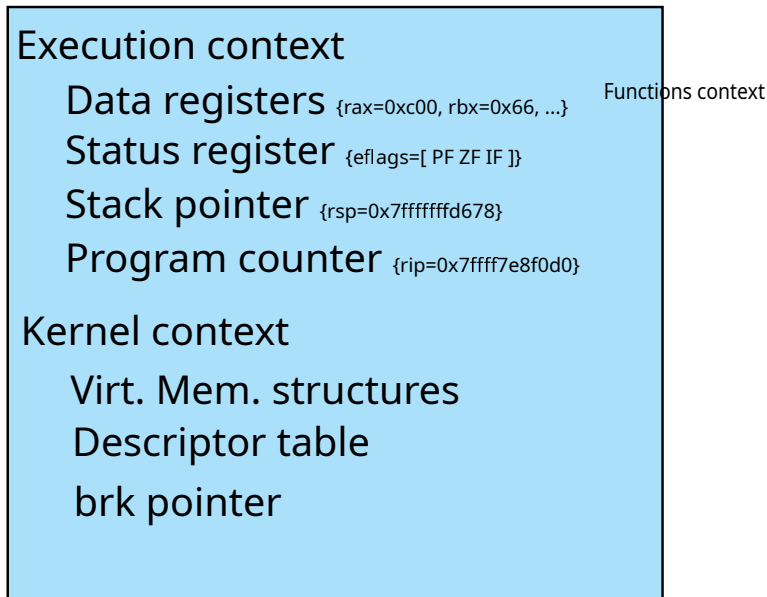 Execution context
Data registers {rax=0xc00, rbx=0x66, ...}
Functions context
Status register {eflags=[ PF ZF IF ]}
Stack pointer {rsp=0x7fffffffd678}
Program counter {rip=0x7ffff7e8f0d0}
Kernel context
Virt. Mem. structures
Descriptor table
brk pointer